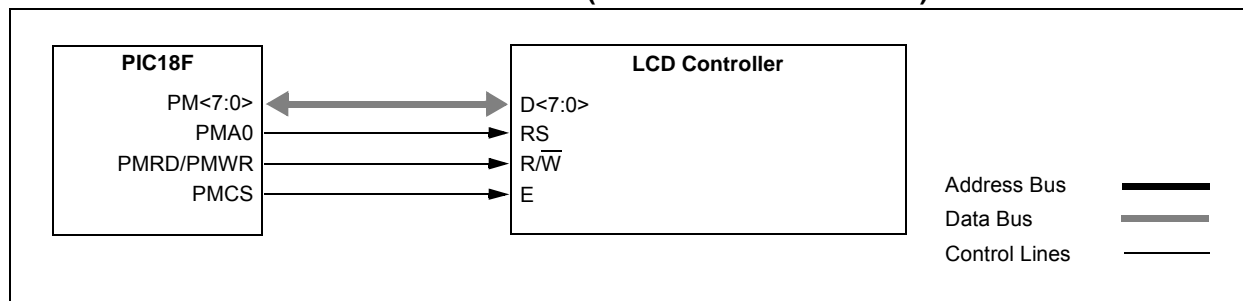 PIC18F
PM<7:0>
PMA0
PMRD/PMWR
PMCS
LCD Controller
D<7:0>
RS
R/W̅
E
Address Bus
Data Bus
Control Lines